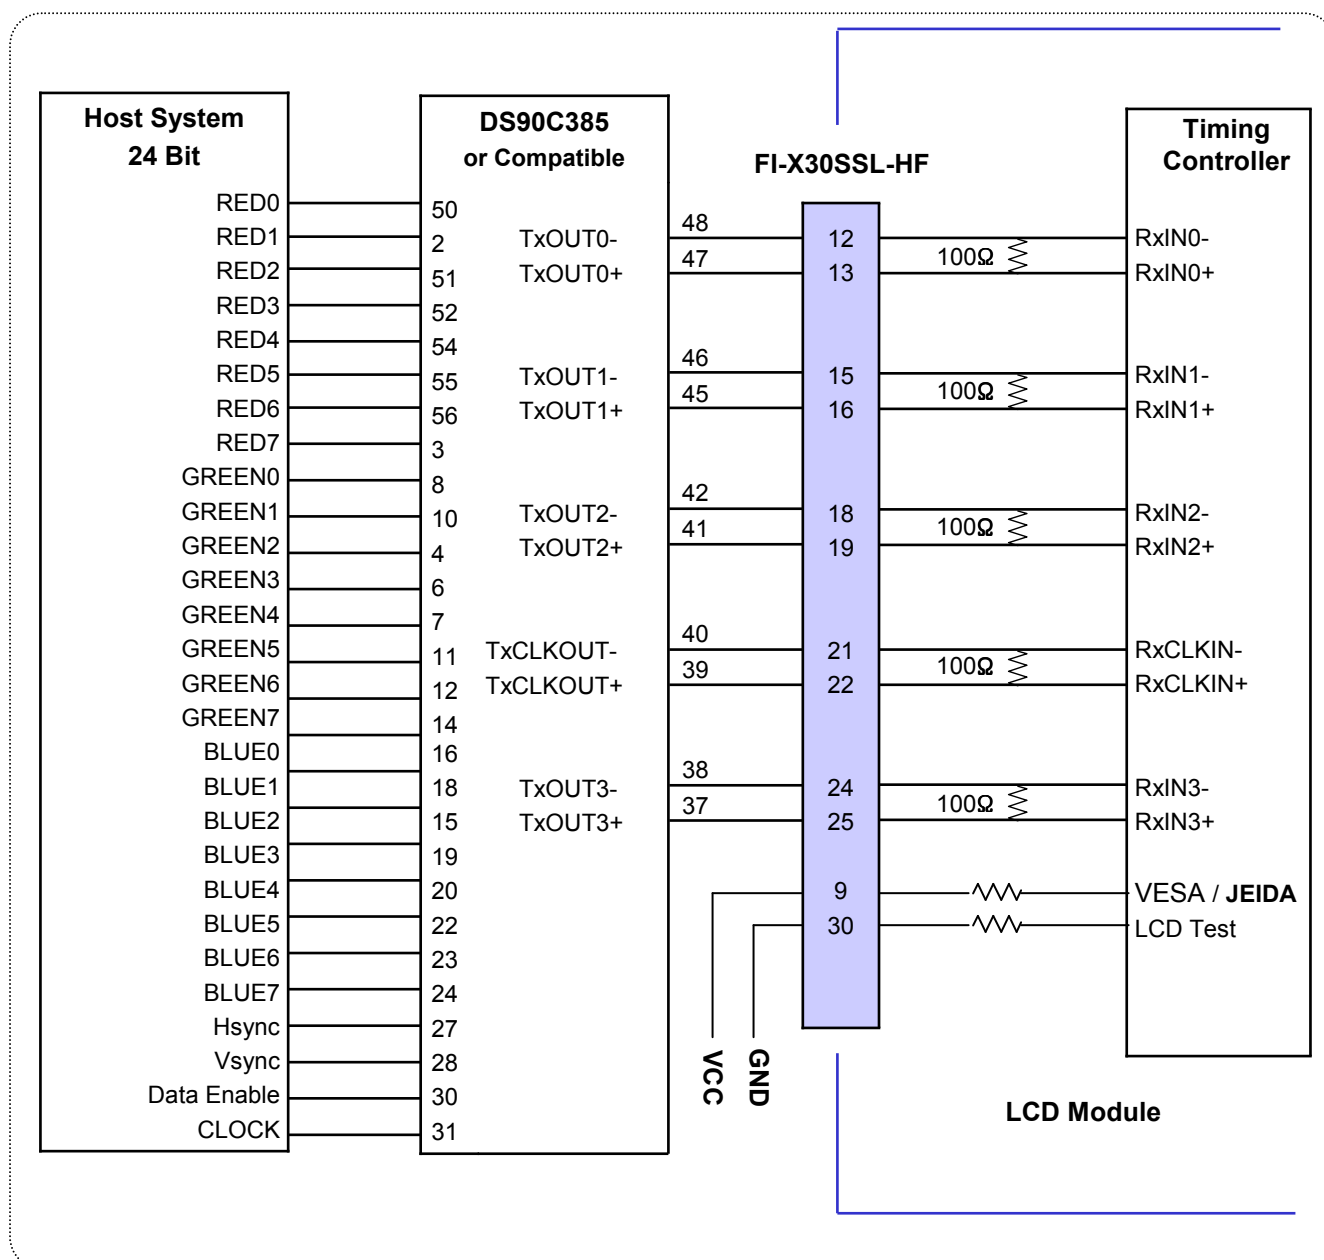 Host System
24 Bit
RED0
RED1
RED2
RED3
RED4
RED5
RED6
RED7
GREEN0
GREEN1
GREEN2
GREEN3
GREEN4
GREEN5
GREEN6
GREEN7
BLUE0
BLUE1
BLUE2
BLUE3
BLUE4
BLUE5
BLUE6
BLUE7
Hsync
Vsync
Data Enable
CLOCK
DS90C385
or Compatible
50
2
51
52
54
55
56
3
8
10
4
6
7
11
12
14
16
18
15
19
20
22
23
24
27
28
30
31
TxOUT0-
TxOUT0+
TxOUT1-
TxOUT1+
TxOUT2-
TxOUT2+
TxCLKOUT-
TxCLKOUT+
TxOUT3-
TxOUT3+
48
47
46
45
42
41
40
39
38
37
VCC
GND
FI-X30SSL-HF
12
13
15
16
18
19
21
22
24
25
9
30
100Ω
100Ω
100Ω
100Ω
100Ω
Timing
Controller
RxIN0-
RxIN0+
RxIN1-
RxIN1+
RxIN2-
RxIN2+
RxCLKIN-
RxCLKIN+
RxIN3-
RxIN3+
VESA / JEIDA
LCD Test
LCD Module